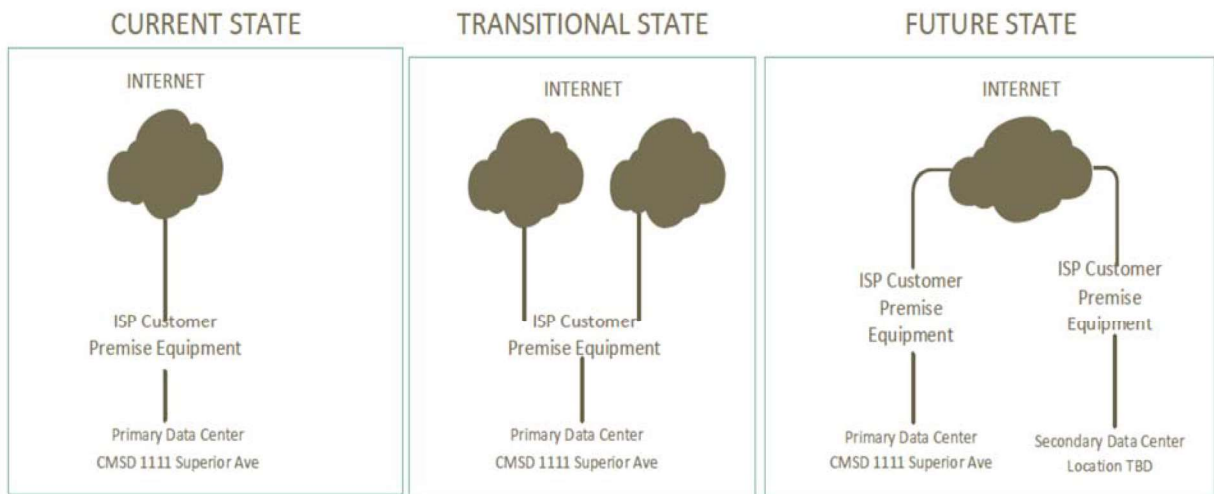 CURRENT STATE
INTERNET
ISP Customer
Premise Equipment
Primary Data Center
CMSD 1111 Superior Ave
TRANSITIONAL STATE
INTERNET
ISP Customer
Premise Equipment
Primary Data Center
CMSD 1111 Superior Ave
FUTURE STATE
INTERNET
ISP Customer
Premise
Equipment
Primary Data Center
CMSD 1111 Superior Ave
ISP Customer
Premise
Equipment
Secondary Data Center
Location TBD